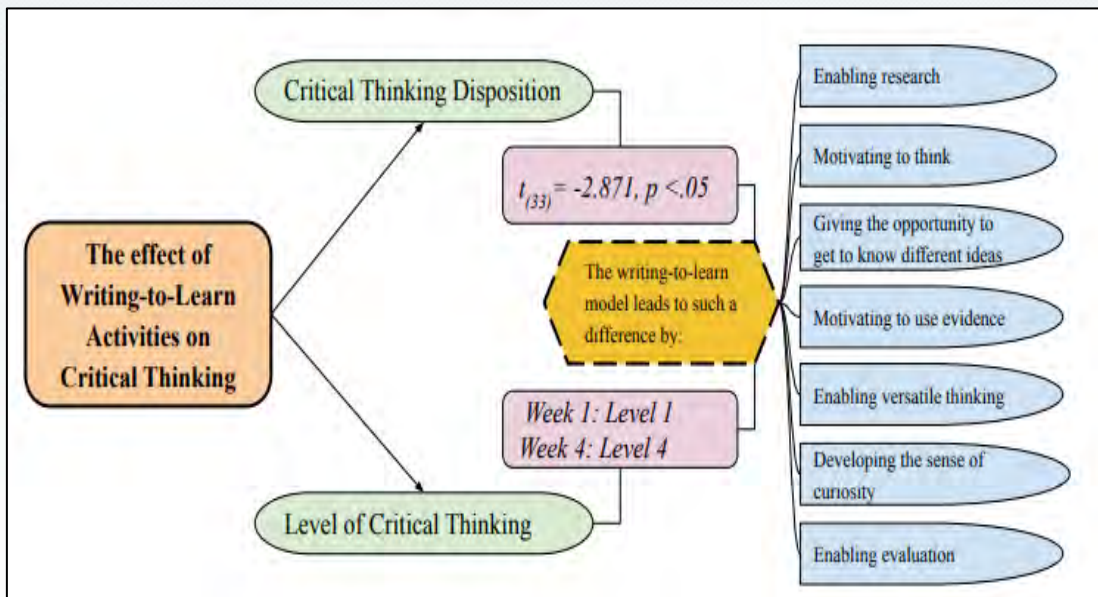 The effect of
Writing-to-Learn
Activities on
Critical Thinking
Critical Thinking Disposition
t(33)= -2.871, p <.05
The writing-to-learn
model leads to such a
difference by:
Week 1: Level 1
Week 4: Level 4
Level of Critical Thinking
Enabling research
Motivating to think
Giving the opportunity to
get to know different ideas
Motivating to use evidence
Enabling versatile thinking
Developing the sense of
curiosity
Enabling evaluation